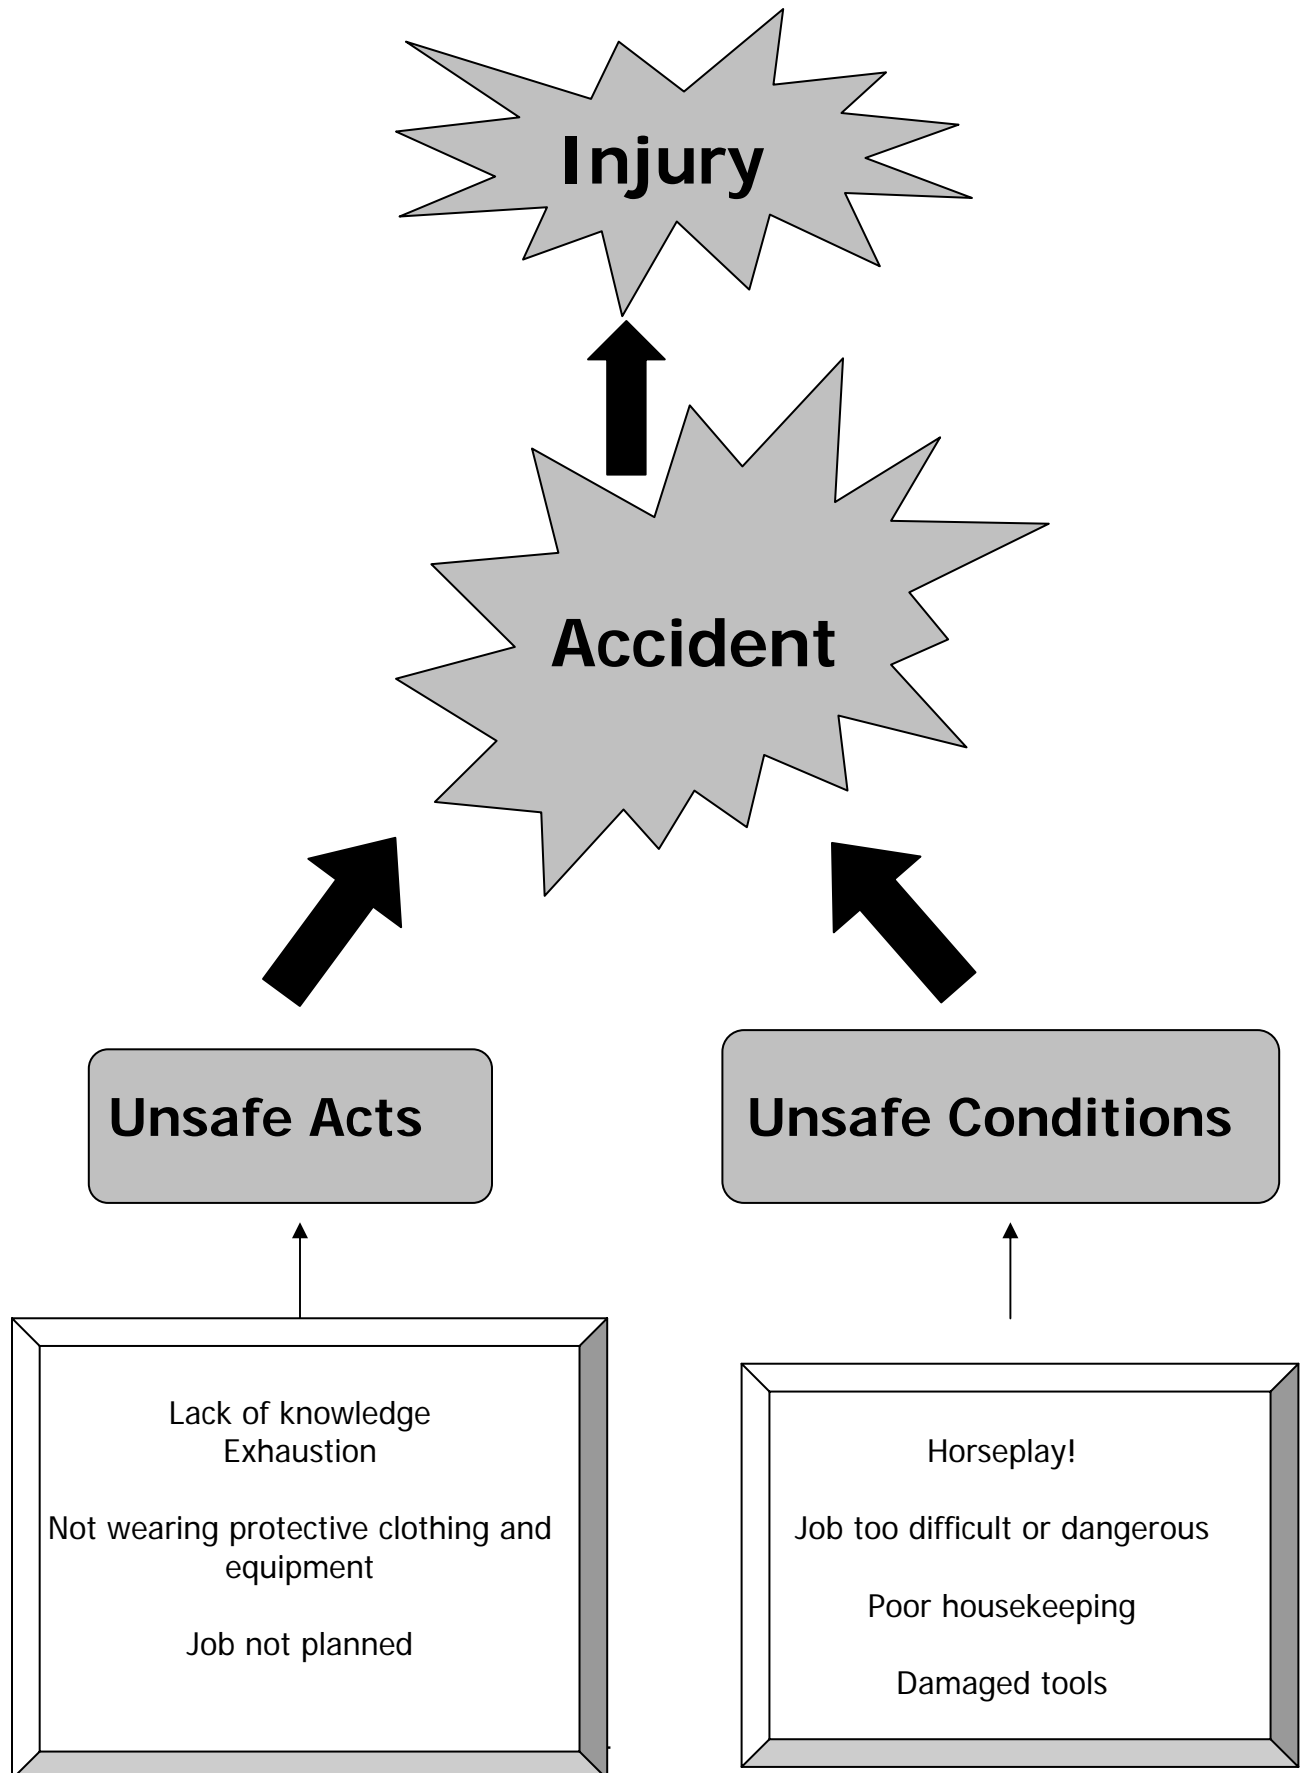 Injury
Accident
Unsafe Acts
Unsafe Conditions
Lack of knowledge
Exhaustion
Not wearing protective clothing and
equipment
Job not planned
Horseplay!
Job too difficult or dangerous
Poor housekeeping
Damaged tools